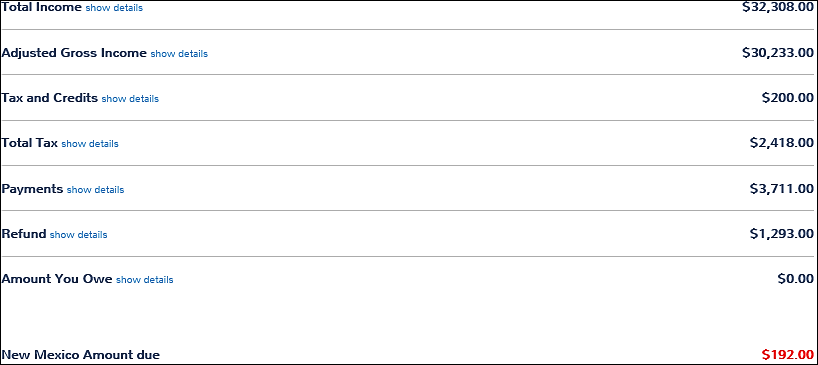 Total Income show details $32,308.00
Adjusted Gross Income show details $30,233.00
Tax and Credits show details $200.00
Total Tax show details $2,418.00
Payments show details $3,711.00
Refund show details $1,293.00
Amount You Owe show details $0.00
New Mexico Amount due $192.00